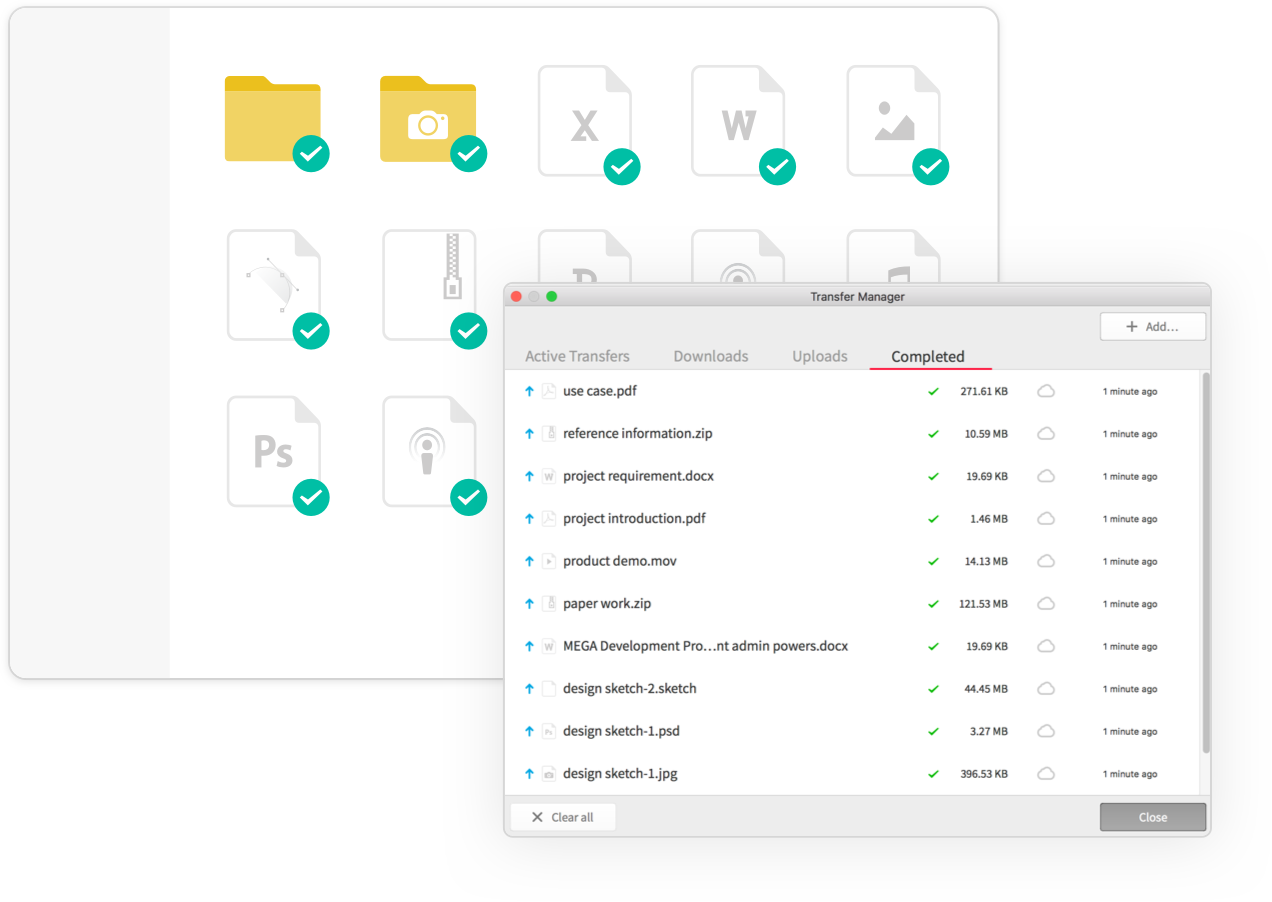 X
W
Ps
Transfer Manager
Add...
Active Transfers Downloads Uploads Completed
use case.pdf 271.61 KB 1 minute ago
reference information.zip 10.59 MB 1 minute ago
W project requirement.docx 19.69 KB 1 minute ago
project introduction.pdf 1.46 MB 1 minute ago
product demo.mov 14.13 MB 1 minute ago
paper work.zip 121.53 MB 1 minute ago
W MEGA Development Pro...nt admin powers.docx 19.69 KB 1 minute ago
design sketch-2.sketch 44.45 MB 1 minute ago
Ps design sketch-1.psd 3.27 MB 1 minute ago
design sketch-1.jpg 396.53 KB 1 minute ago
Clear all Close